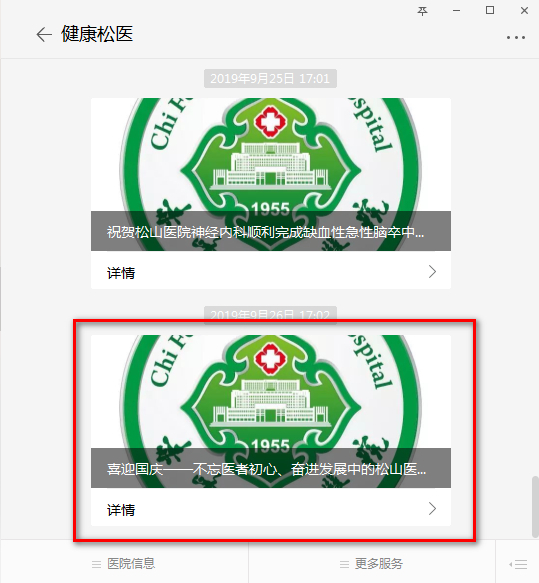 健康松医
2019年9月25日 17:01
Chi F
spital
1955
祝贺松山医院神经内科顺利完成缺血性急性脑卒中...
详情
2019年9月26日 17:02
Chi F
spital
1955
喜迎国庆——不忘医者初心、奋进发展中的松山医...
详情
医院信息
更多服务